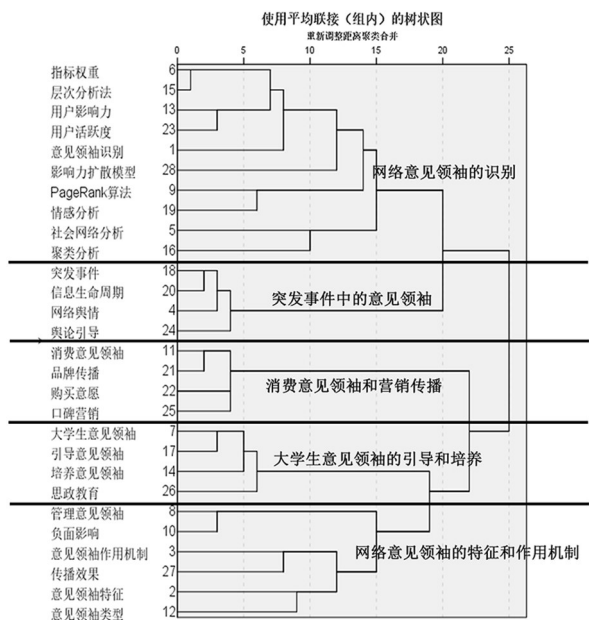 使用平均联接（组内）的树状图
重新调整距离聚类合并
0 5 10 15 20 25
指标权重 6
层次分析法 15
用户影响力 13
用户活跃度 23
意见领袖识别 1
影响力扩散模型 28
网络意见领袖的识别
PageRank算法 9
情感分析 19
社会网络分析 5
聚类分析 16
突发事件 18
信息生命周期 20
突发事件中的意见领袖
网络舆情 4
舆论引导 24
消费意见领袖 11
品牌传播 21
消费意见领袖和营销传播
购买意愿 22
口碑营销 25
大学生意见领袖 7
引导意见领袖 17
大学生意见领袖的引导和培养
培养意见领袖 14
思政教育 26
管理意见领袖 8
负面影响 10
意见领袖作用机制 3
网络意见领袖的特征和作用机制
传播效果 27
意见领袖特征 2
意见领袖类型 12